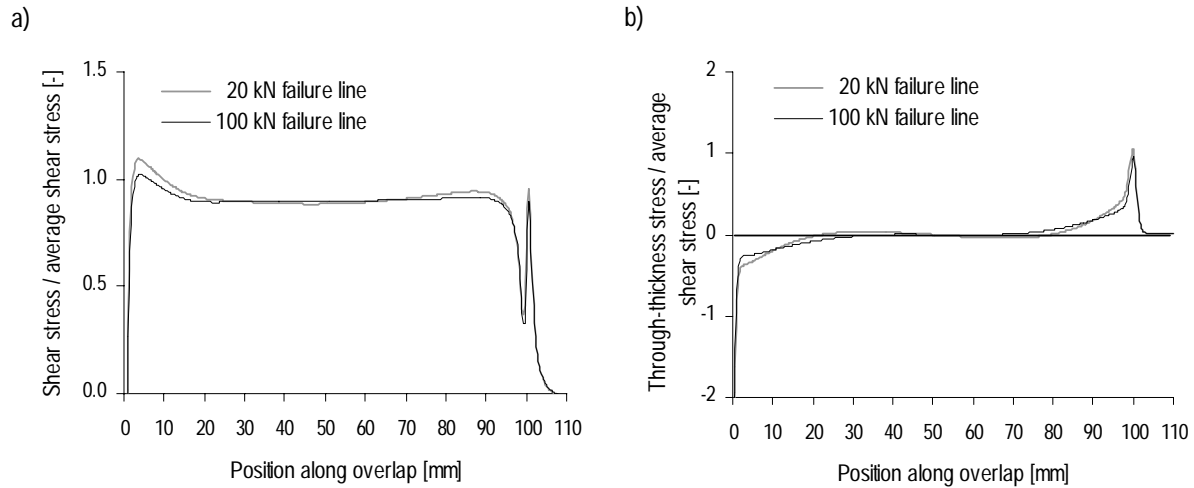 a)
Shear stress / average shear stress [-]
1.5
1.0
0.5
0.0
20 kN failure line
100 kN failure line
0 10 20 30 40 50 60 70 80 90 100 110
Position along overlap [mm]
b)
Through-thickness stress / average
shear stress [-]
2
1
0
-1
-2
20 kN failure line
100 kN failure line
0 10 20 30 40 50 60 70 80 90 100 110
Position along overlap [mm]